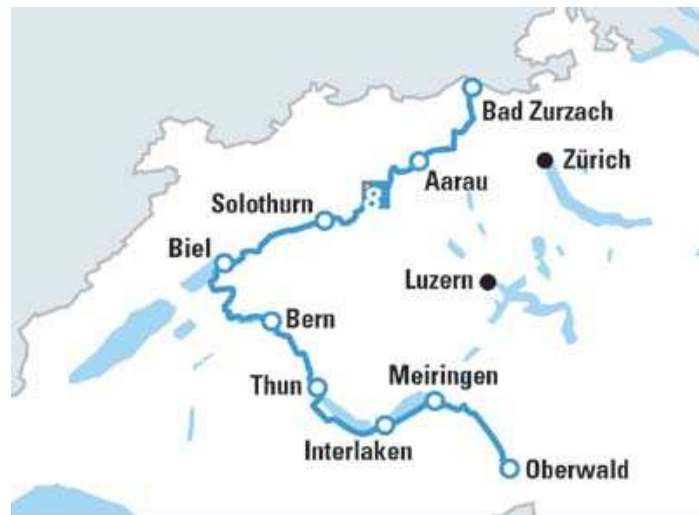 Bad Zurzach
Zürich
Aarau
8
Solothurn
Biel
Luzern
Bern
Meiringen
Thun
Interlaken
Oberwald